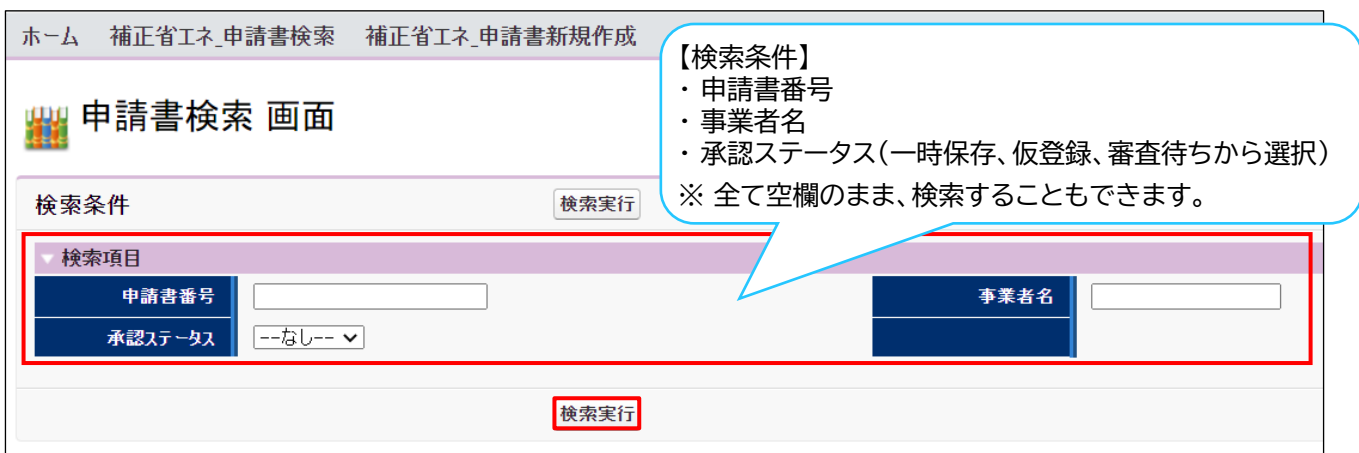 ホーム 補正省エネ_申請書検索 補正省エネ_申請書新規作成
申請書検索 画面
【検索条件】
・申請書番号
・事業者名
・承認ステータス(一時保存、仮登録、審査待ちから選択)
※ 全て空欄のまま、検索することもできます。
検索条件 検索実行
検索項目
申請書番号 事業者名
承認ステータス --なし--
検索実行